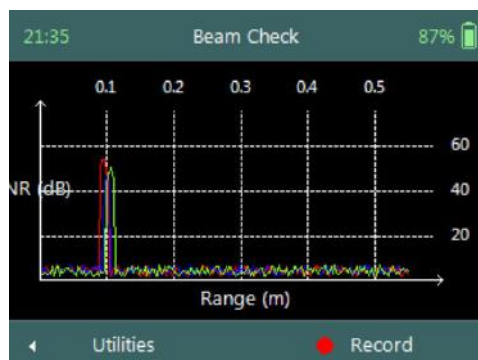 21:35 Beam Check 87%
0.1 0.2 0.3 0.4 0.5
60
NR (dB) 40
20
Range (m)
Utilities Record